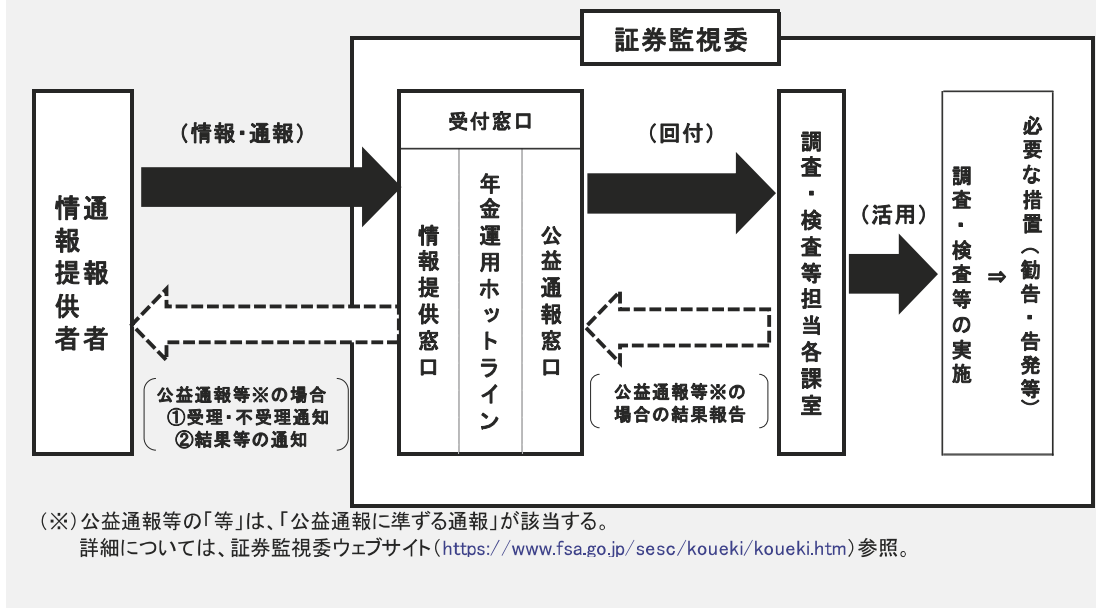 証券監視委
通報者
情報提供者
（情報・通報）
公益通報等※の場合
①受理・不受理通知
②結果等の通知
受付窓口
情報提供窓口
年金運用ホットライン
公益通報窓口
（回付）
公益通報等※の
場合の結果報告
調査・検査等担当各課室
（活用）
調査・検査等の実施
⇒
必要な措置（勧告・告発等）
（※）公益通報等の「等」は、「公益通報に準ずる通報」が該当する。
詳細については、証券監視委ウェブサイト（https://www.fsa.go.jp/sesc/koueki/koueki.htm）参照。